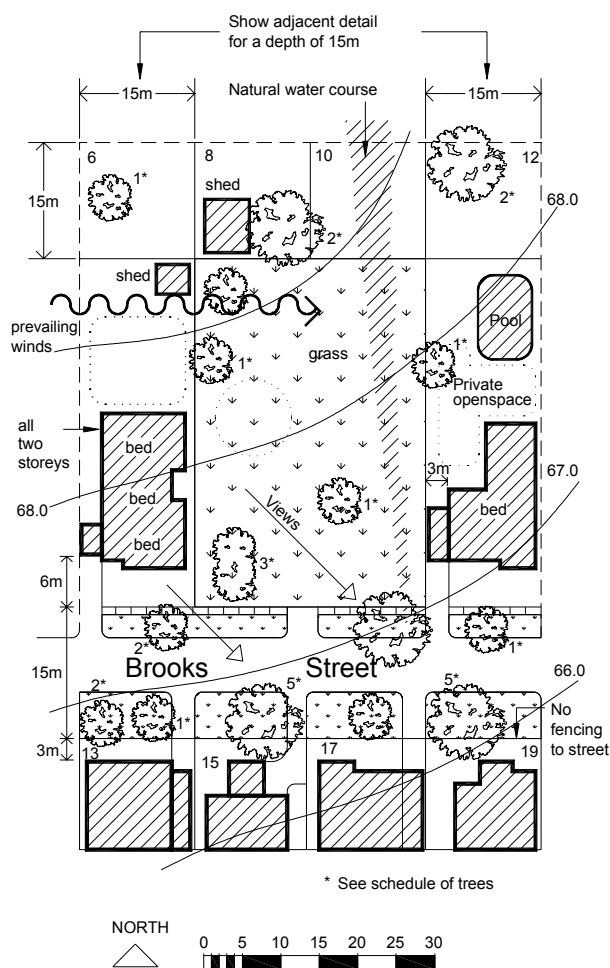 Show adjacent detail
for a depth of 15m
15m
Natural water course
15m
6
8
10
12
1*
shed
15m
2*
2*
68.0
shed
prevailing
winds
Pool
grass
1*
1*
Private
openspace
all
two
storeys
bed
bed
bed
3m
67.0
bed
68.0
Views
1*
3*
6m
2*
1*
15m
Brooks Street
66.0
2*
1*
5*
5*
No
fencing
to street
3m
13
15
17
19
* See schedule of trees
NORTH
0 5 10 15 20 25 30